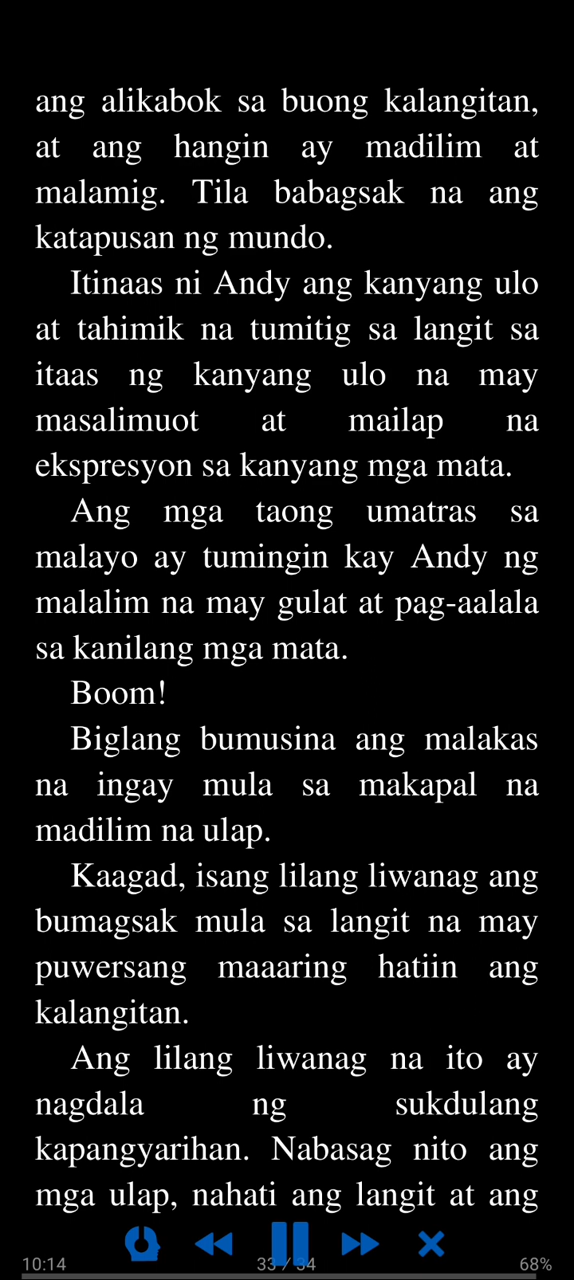 ang alikabok sa buong kalangitan,
at ang hangin ay madilim at
malamig. Tila babagsak na ang
katapusan ng mundo.
Itinaas ni Andy ang kanyang ulo
at tahimik na tumitig sa langit sa
itaas ng kanyang ulo na may
masalimuot at mailap na
ekspresyon sa kanyang mga mata.
Ang mga taong umatras sa
malayo ay tumingin kay Andy ng
malalim na may gulat at pag-aalala
sa kanilang mga mata.
Boom!
Biglang bumusina ang malakas
na ingay mula sa makapal na
madilim na ulap.
Kaagad, isang lilang liwanag ang
bumagsak mula sa langit na may
puwersang maaaring hatiin ang
kalangitan.
Ang lilang liwanag na ito ay
nagdala ng sukdulang
kapangyarihan. Nabasag nito ang
mga ulap, nahati ang langit at ang
10:14 33 / 34 68%